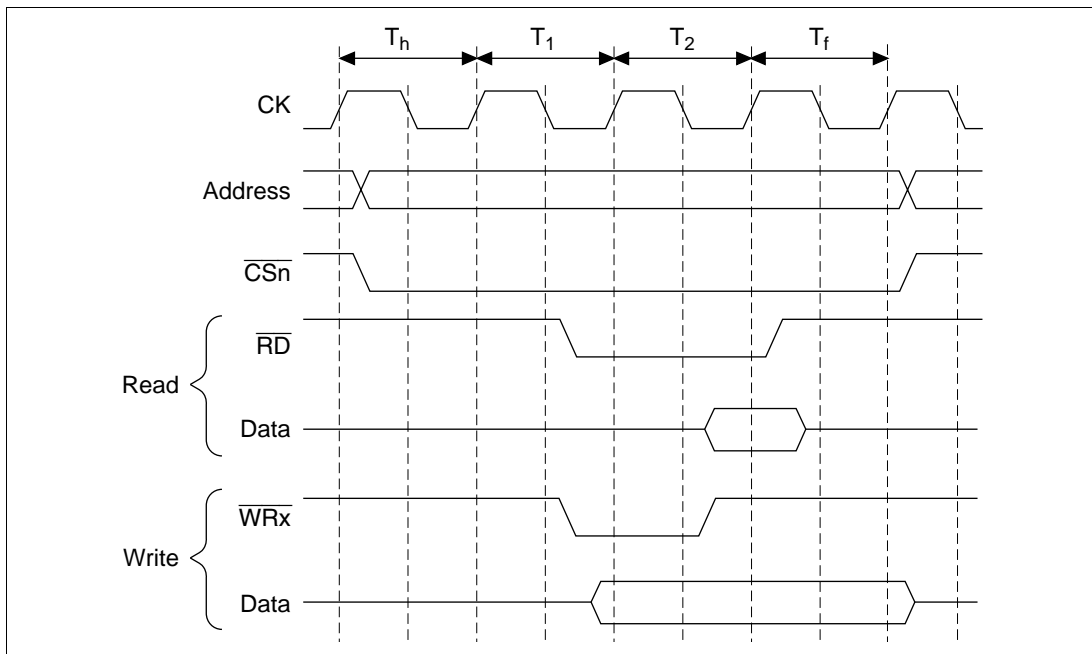 Th T1 T2 Tf
CK
Address
CSn
RD
Read
Data
WRx
Write
Data